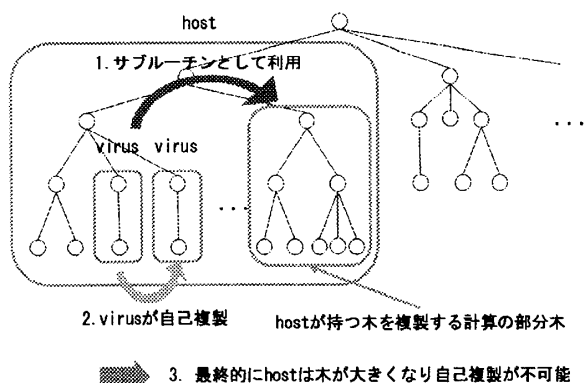 host
1.サブルーチンとして利用
virus virus
...
...
2.virusが自己複製
hostが持つ木を複製する計算の部分木
3. 最終的にhostは木が大きくなり自己複製が不可能